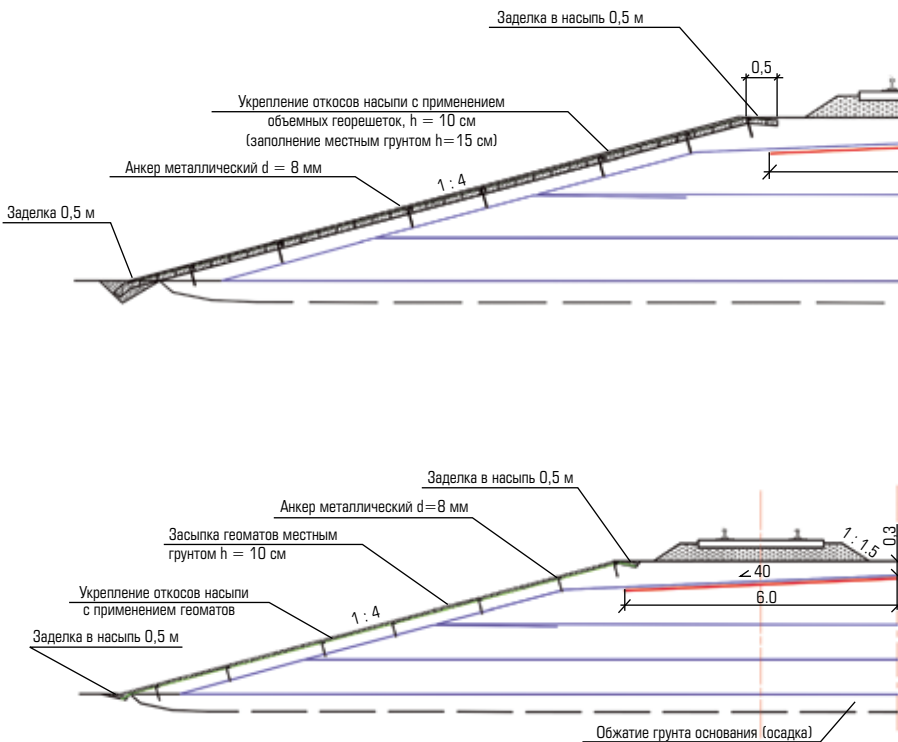 Заделка в насыпь 0,5 м
0,5
Укрепление откосов насыпи с применением
объемных георешеток, h = 10 см
(заполнение местным грунтом h=15 см)
Анкер металлический d = 8 мм
1 : 4
Заделка 0,5 м
Заделка в насыпь 0,5 м
Анкер металлический d=8 мм
Засыпка геоматов местным
грунтом h = 10 см
1 : 1.5
0.3
40
6.0
Укрепление откосов насыпи
с применением геоматов
1 : 4
Заделка в насыпь 0,5 м
Обжатие грунта основания (осадка)